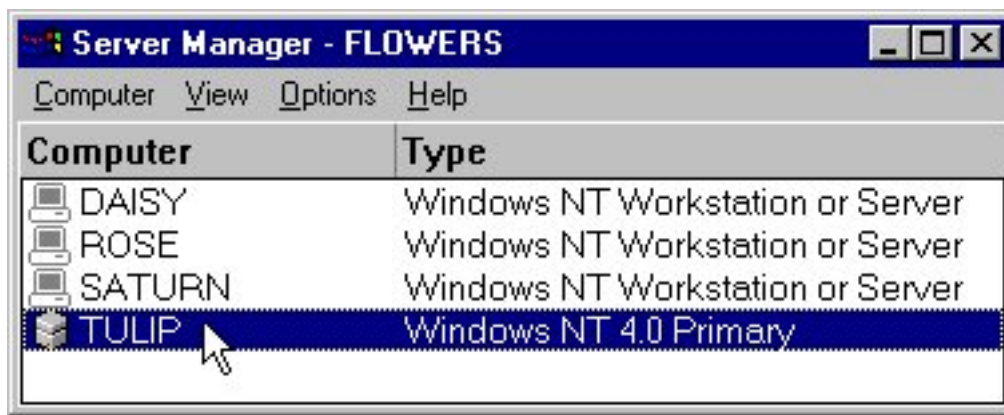 Server Manager - FLOWERS
Computer View Options Help
Computer Type
DAISY Windows NT Workstation or Server
ROSE Windows NT Workstation or Server
SATURN Windows NT Workstation or Server
TULIP Windows NT 4.0 Primary